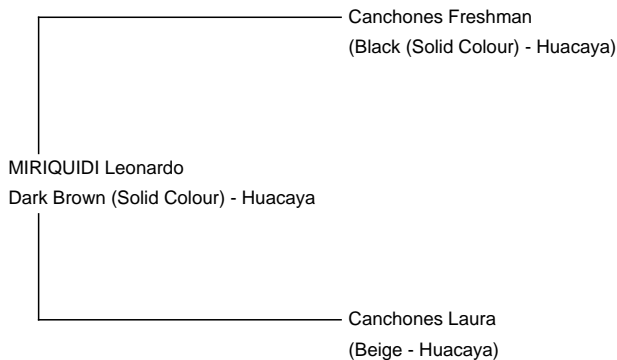 Canchones Freshman
(Black (Solid Colour) - Huacaya)
MIRIQUIDI Leonardo
Dark Brown (Solid Colour) - Huacaya
Canchones Laura
(Beige - Huacaya)